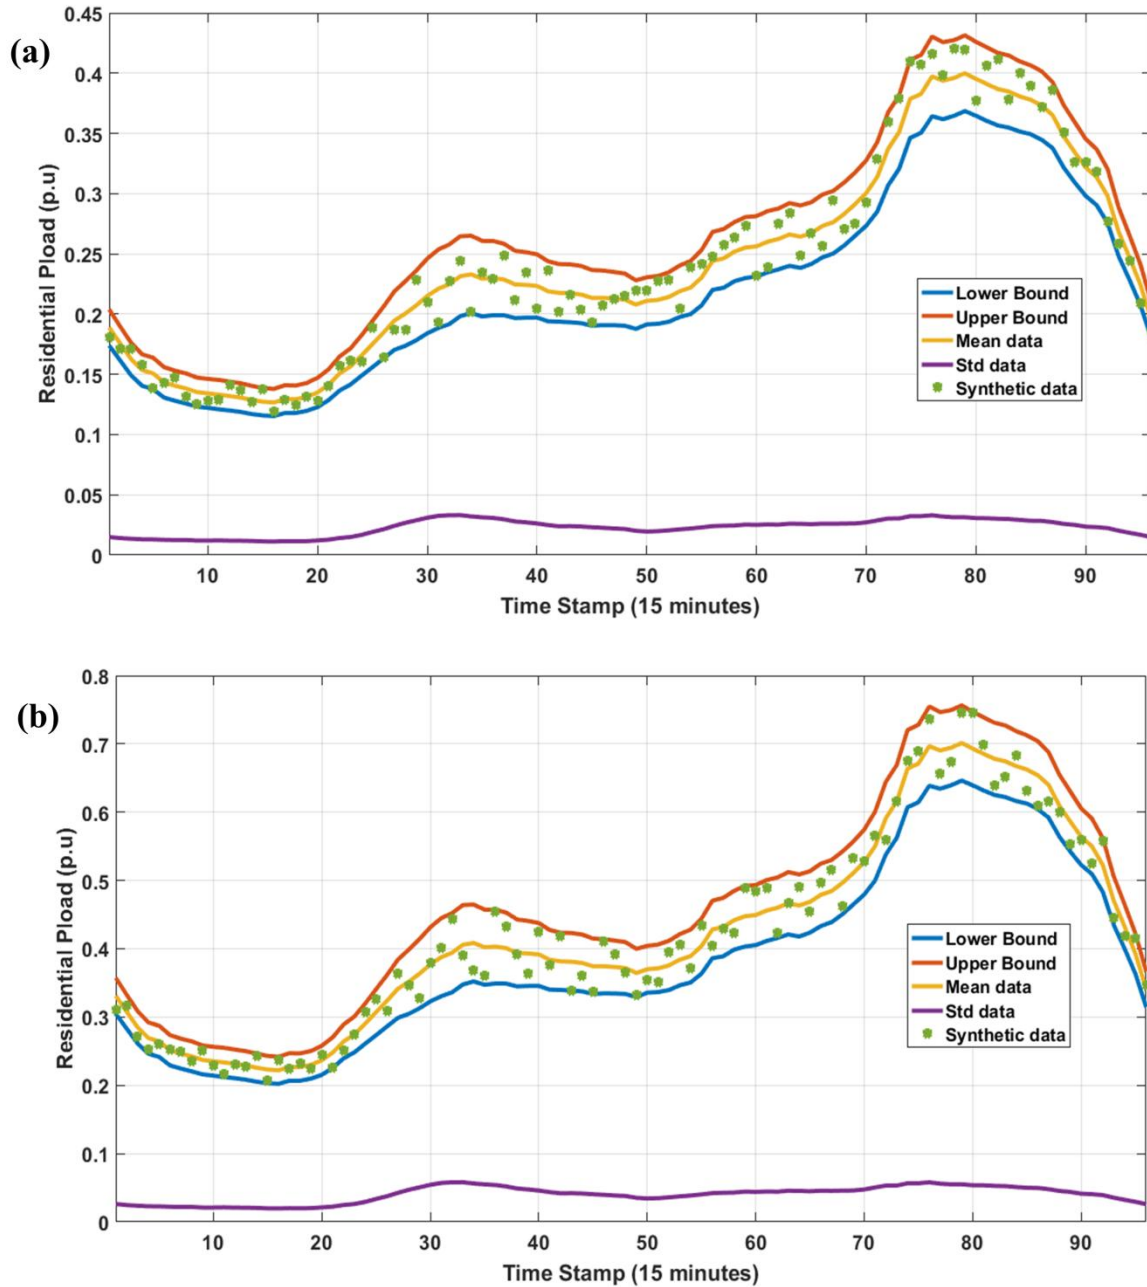 (a)
0.45
0.4
0.35
0.3
0.25
0.2
0.15
0.1
0.05
0
Residential Pload (p.u)
Lower Bound
Upper Bound
Mean data
Std data
Synthetic data
10 20 30 40 50 60 70 80 90
Time Stamp (15 minutes)
(b)
0.8
0.7
0.6
0.5
0.4
0.3
0.2
0.1
0
Residential Pload (p.u)
Lower Bound
Upper Bound
Mean data
Std data
Synthetic data
10 20 30 40 50 60 70 80 90
Time Stamp (15 minutes)